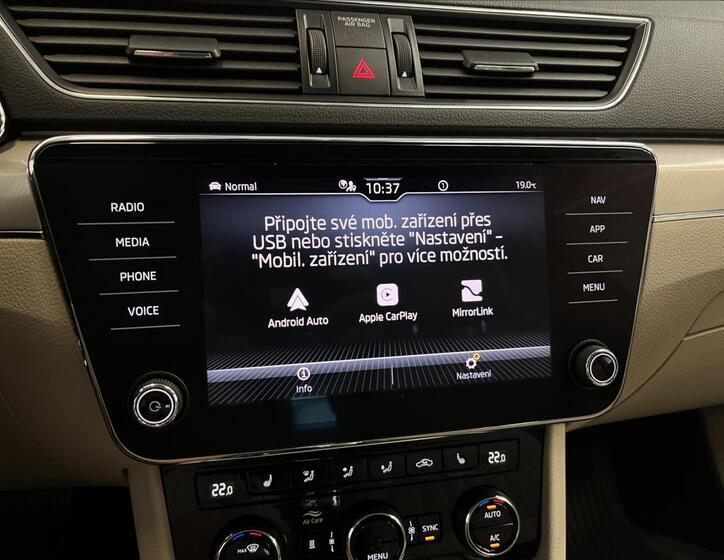 PASSENGER
AIR BAG
Normal
10:37
19.0°C
Připojte své mob. zařízení přes
USB nebo stiskněte "Nastavení" –
"Mobil. zařízení" pro více možností.
Android Auto
Apple CarPlay
MirrorLink
Info
Nastavení
RADIO
MEDIA
PHONE
VOICE
NAV
APP
CAR
MENU
22.0
22.0
Air Care
MAX
MENU
SYNC
AUTO
A/C